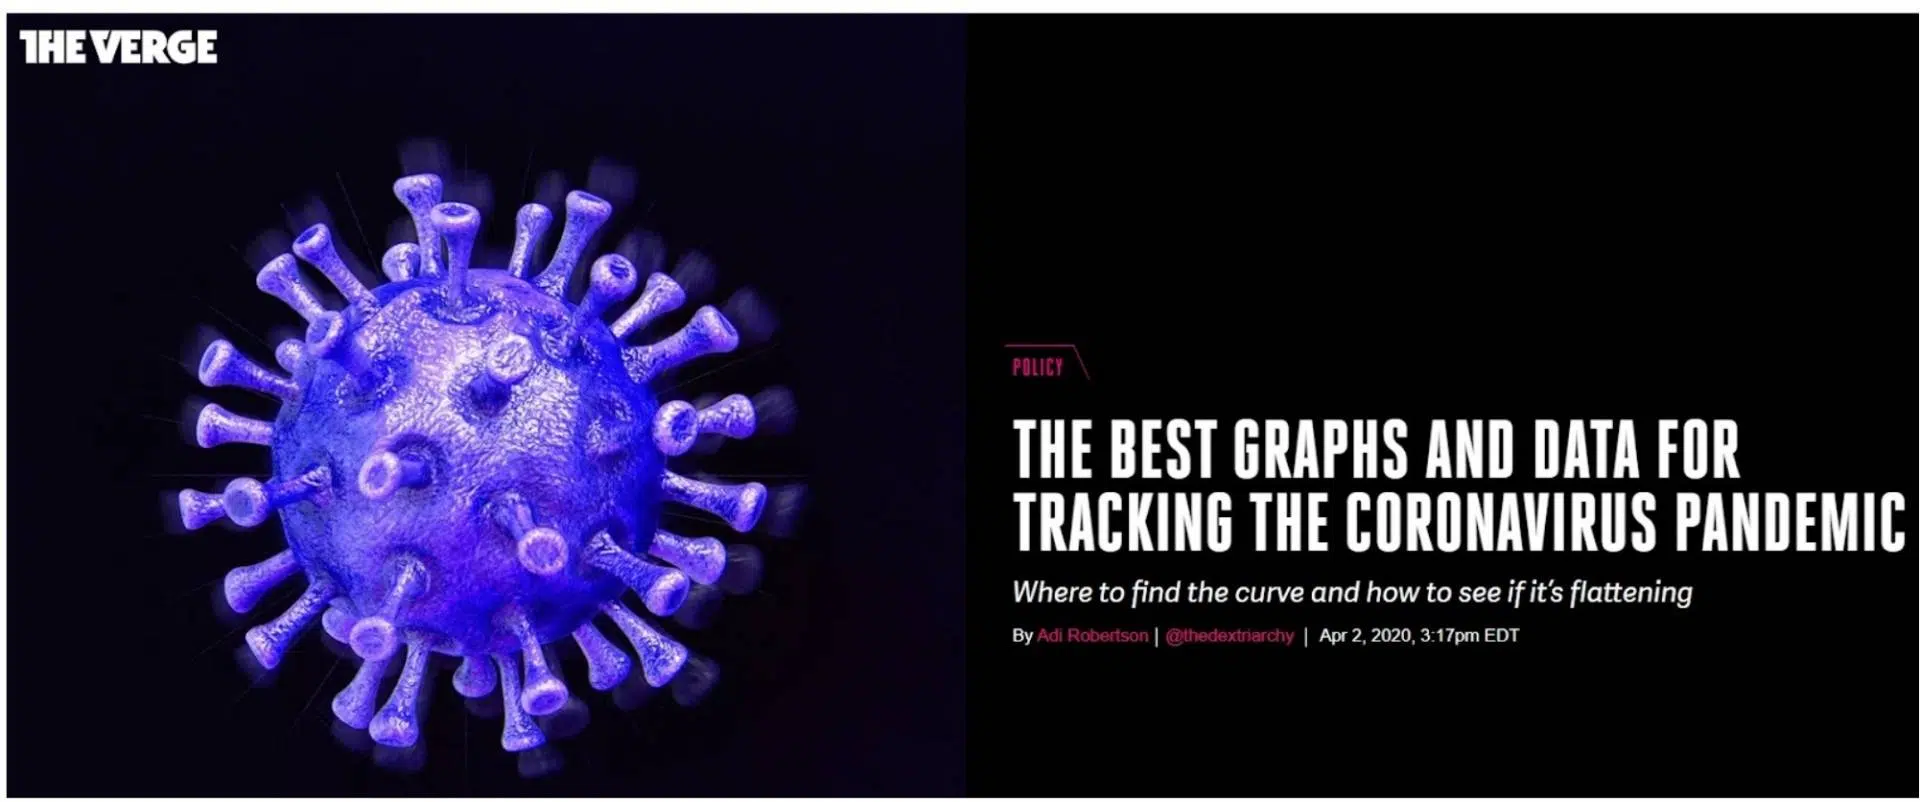 THE VERGE
POLICY
THE BEST GRAPHS AND DATA FOR
TRACKING THE CORONAVIRUS PANDEMIC
Where to find the curve and how to see if it's flattening
By Adi Robertson | @thedextriarchy | Apr 2, 2020, 3:17pm EDT